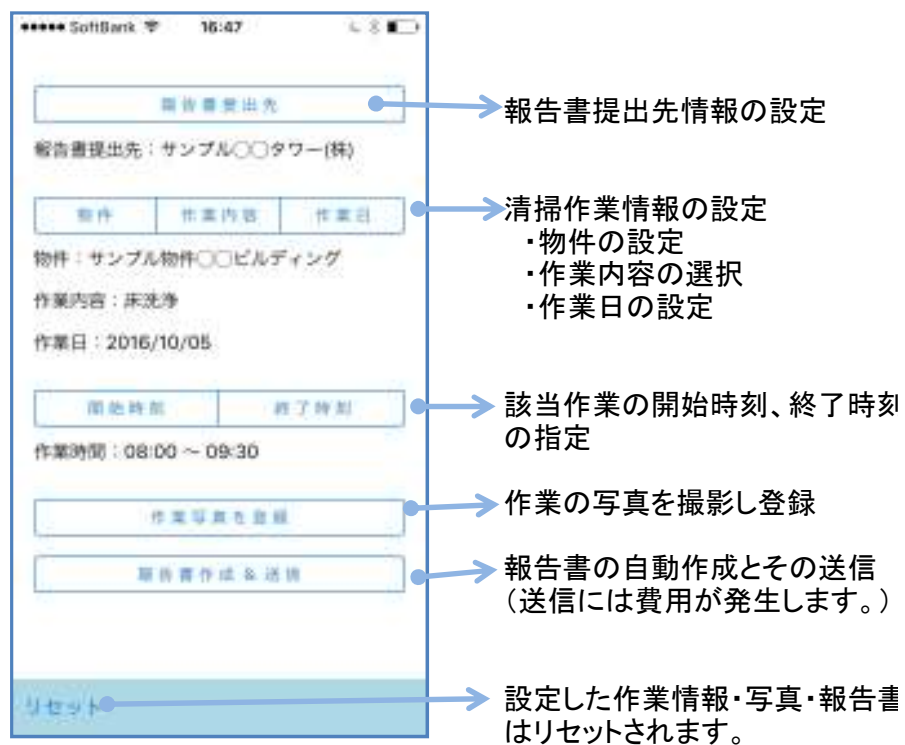 ●●●●● SoftBank 16:47
報告書提出先
報告書提出先情報の設定
報告書提出先：サンプル〇〇タワー(株)
物件 作業内容 作業日
清掃作業情報の設定
・物件の設定
・作業内容の選択
・作業日の設定
物件：サンプル物件〇〇ビルディング
作業内容：床洗浄
作業日：2016/10/05
開始時刻 終了時刻
該当作業の開始時刻、終了時刻
の指定
作業時間：08:00 ～ 09:30
作業写真を登録
作業の写真を撮影し登録
報告書作成 & 送信
報告書の自動作成とその送信
（送信には費用が発生します。）
リセット
設定した作業情報・写真・報告書
はリセットされます。